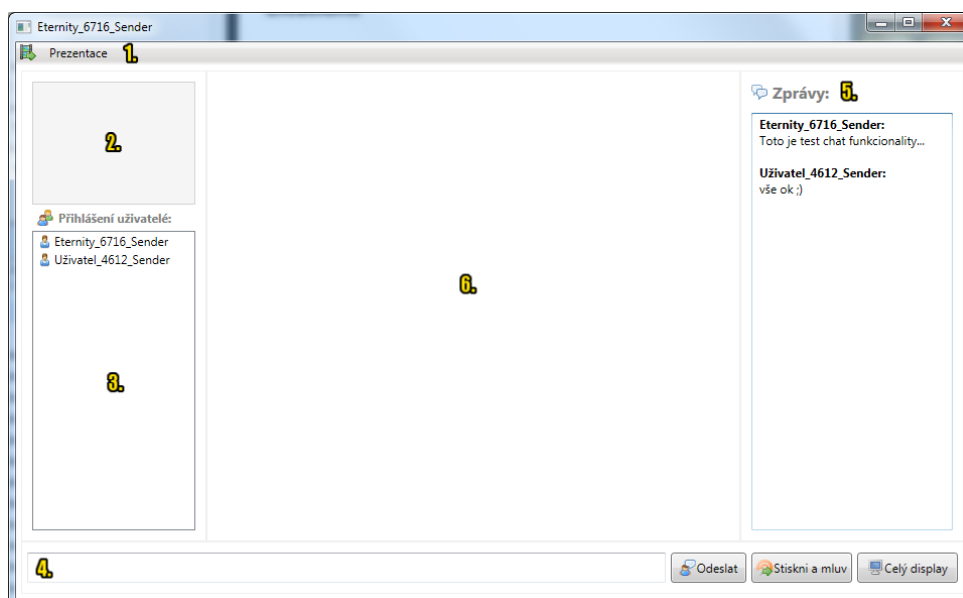 Eternity_6716_Sender
Prezentace 1.
2.
Přihlášení uživatelé:
Eternity_6716_Sender
Uživatel_4612_Sender
3.
6.
Zprávy: 5.
Eternity_6716_Sender:
Toto je test chat funkcionality...
Uživatel_4612_Sender:
vše ok ;)
4.
Odeslat
Stiskni a mluv
Celý display